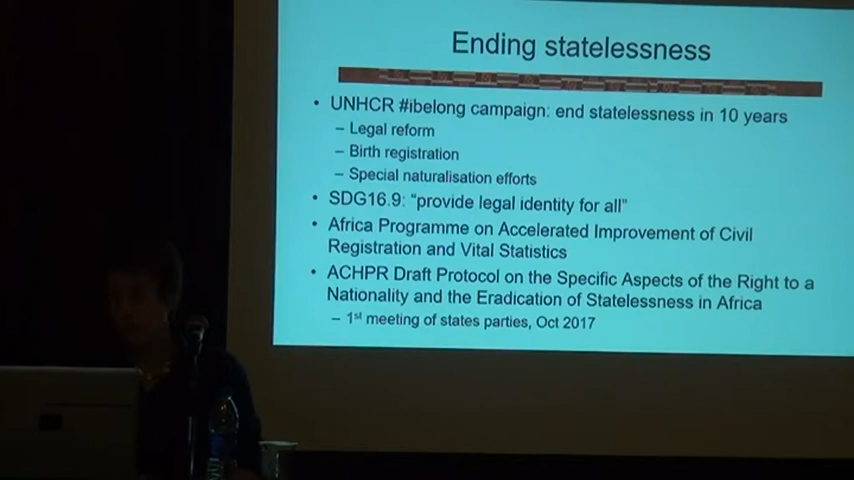 Ending statelessness
• UNHCR #ibelong campaign: end statelessness in 10 years
– Legal reform
– Birth registration
– Special naturalisation efforts
• SDG16.9: “provide legal identity for all”
• Africa Programme on Accelerated Improvement of Civil
Registration and Vital Statistics
• ACHPR Draft Protocol on the Specific Aspects of the Right to a
Nationality and the Eradication of Statelessness in Africa
– 1st meeting of states parties, Oct 2017